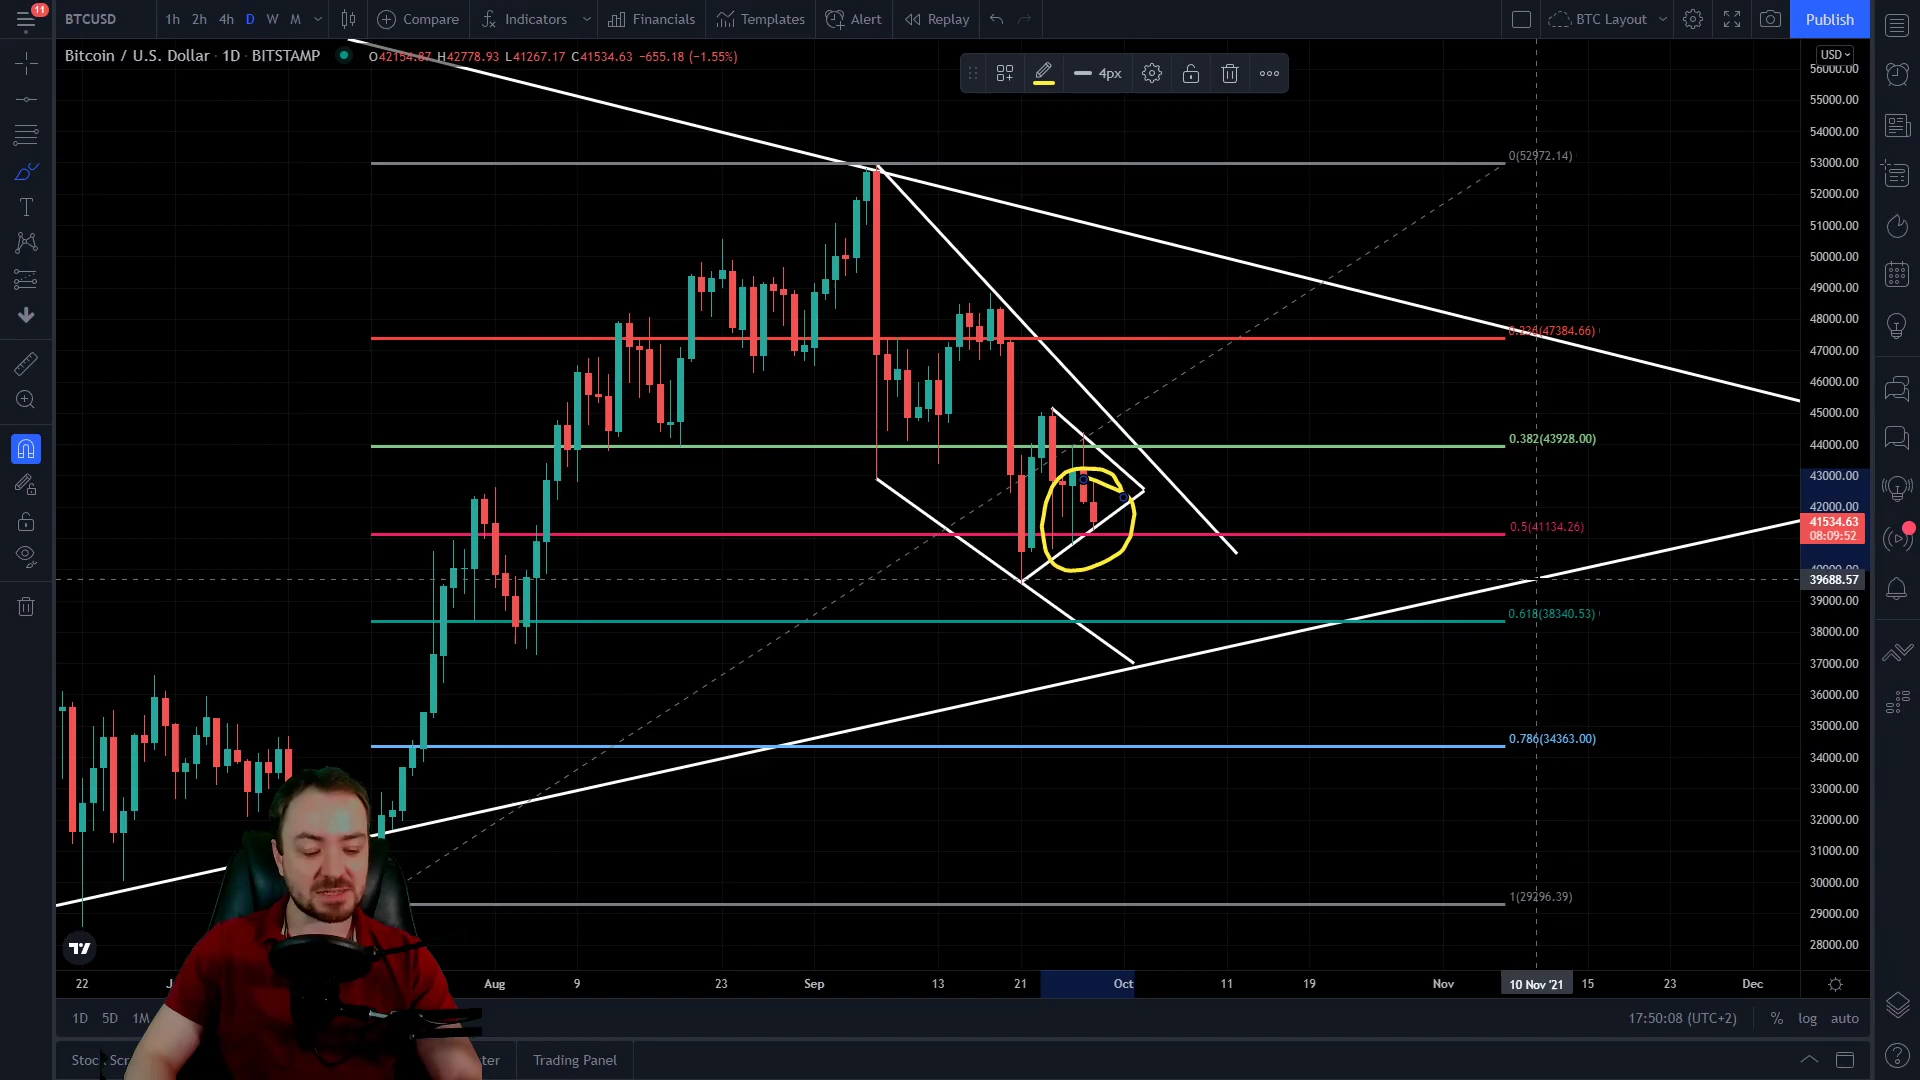 11
BTCUSD
1h 2h 4h D W M
Compare
Indicators
Financials
Templates
Alert
Replay
BTC Layout
Publish
Bitcoin / U.S. Dollar · 1D · BITSTAMP
O42154.87 H42778.93 L41267.17 C41534.63 −655.18 (−1.55%)
4px
USD
56000.00
55000.00
54000.00
53000.00
52000.00
51000.00
50000.00
49000.00
48000.00
47000.00
46000.00
45000.00
44000.00
43000.00
42000.00
41534.63
08:09:52
40000.00
39688.57
39000.00
38000.00
37000.00
36000.00
35000.00
34000.00
33000.00
32000.00
31000.00
30000.00
29000.00
28000.00
0(52972.14)
0.236(47384.66)
0.382(43928.00)
0.5(41134.26)
0.618(38340.53)
0.786(34363.00)
1(29296.39)
22 Aug 9 23 Sep 13 21 Oct 11 19 Nov 10 Nov '21 15 23 Dec
1D 5D 1M
17:50:08 (UTC+2) % log auto
Trading Panel